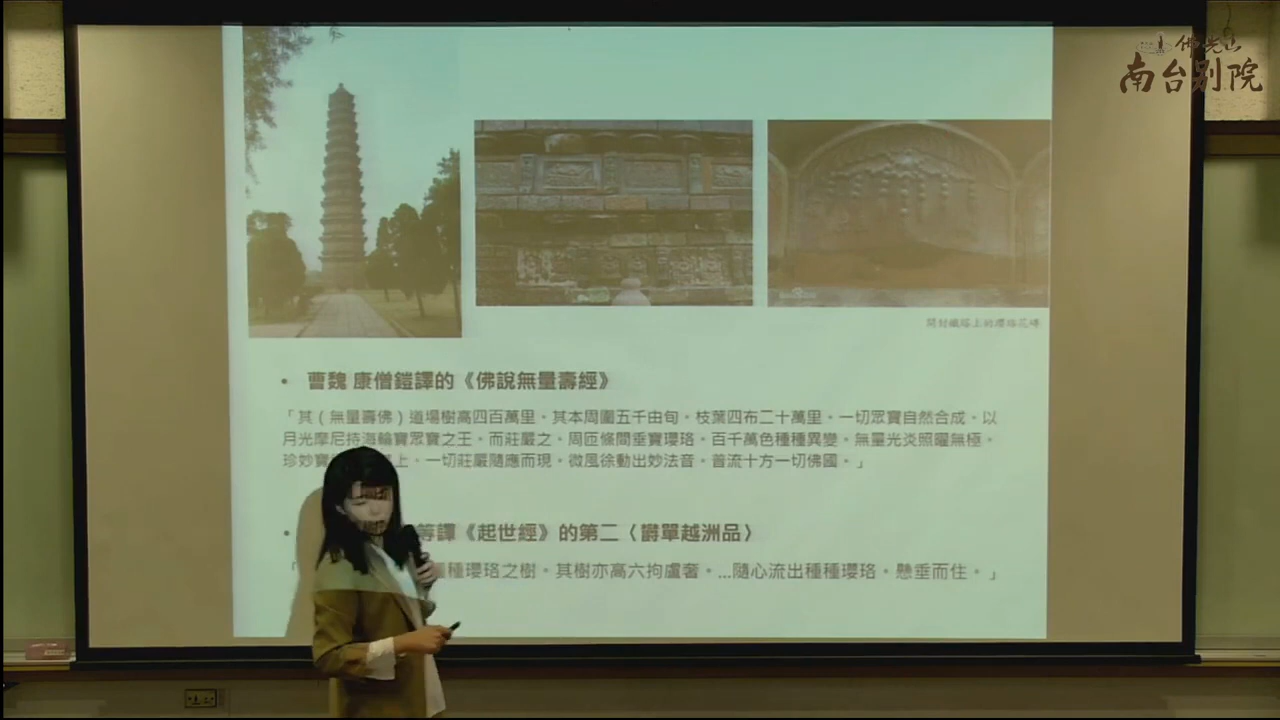 佛光山
南台别院
開封鐵塔上的瓔珞花磚
• 曹魏 康僧鎧譯的《佛說無量壽經》
「其（無量壽佛）道場樹高四百萬里。其本周圍五千由旬。枝葉四布二十萬里。一切眾寶自然合成。以
月光摩尼持海輪寶眾寶之王。而莊嚴之。周匝條間垂寶瓔珞。百千萬色種種異變。無量光炎照曜無極。
珍妙寶 上。一切莊嚴隨應而現。微風徐動出妙法音。普流十方一切佛國。」
• 等譯《起世經》的第二〈鬱單越洲品〉
「 種瓔珞之樹。其樹亦高六拘盧奢。...隨心流出種種瓔珞。懸垂而住。」